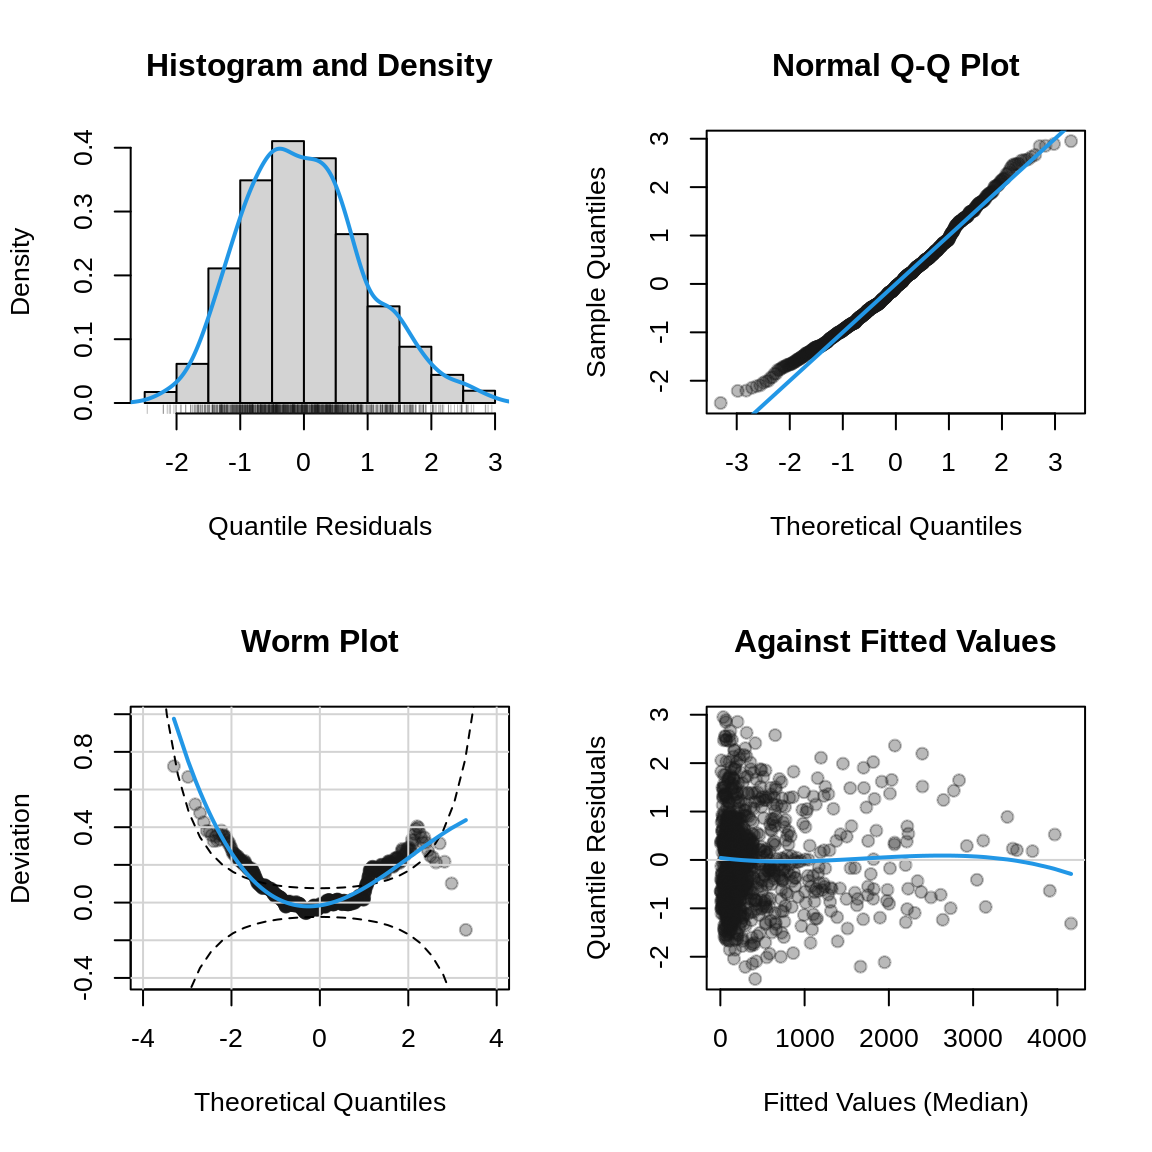 Histogram and Density
Density
0.0 0.1 0.2 0.3 0.4
-2 -1 0 1 2 3
Quantile Residuals
Normal Q-Q Plot
Sample Quantiles
-2 -1 0 1 2 3
-3 -2 -1 0 1 2 3
Theoretical Quantiles
Worm Plot
Deviation
-0.4 0.0 0.4 0.8
-4 -2 0 2 4
Theoretical Quantiles
Against Fitted Values
Quantile Residuals
-2 -1 0 1 2 3
0 1000 2000 3000 4000
Fitted Values (Median)